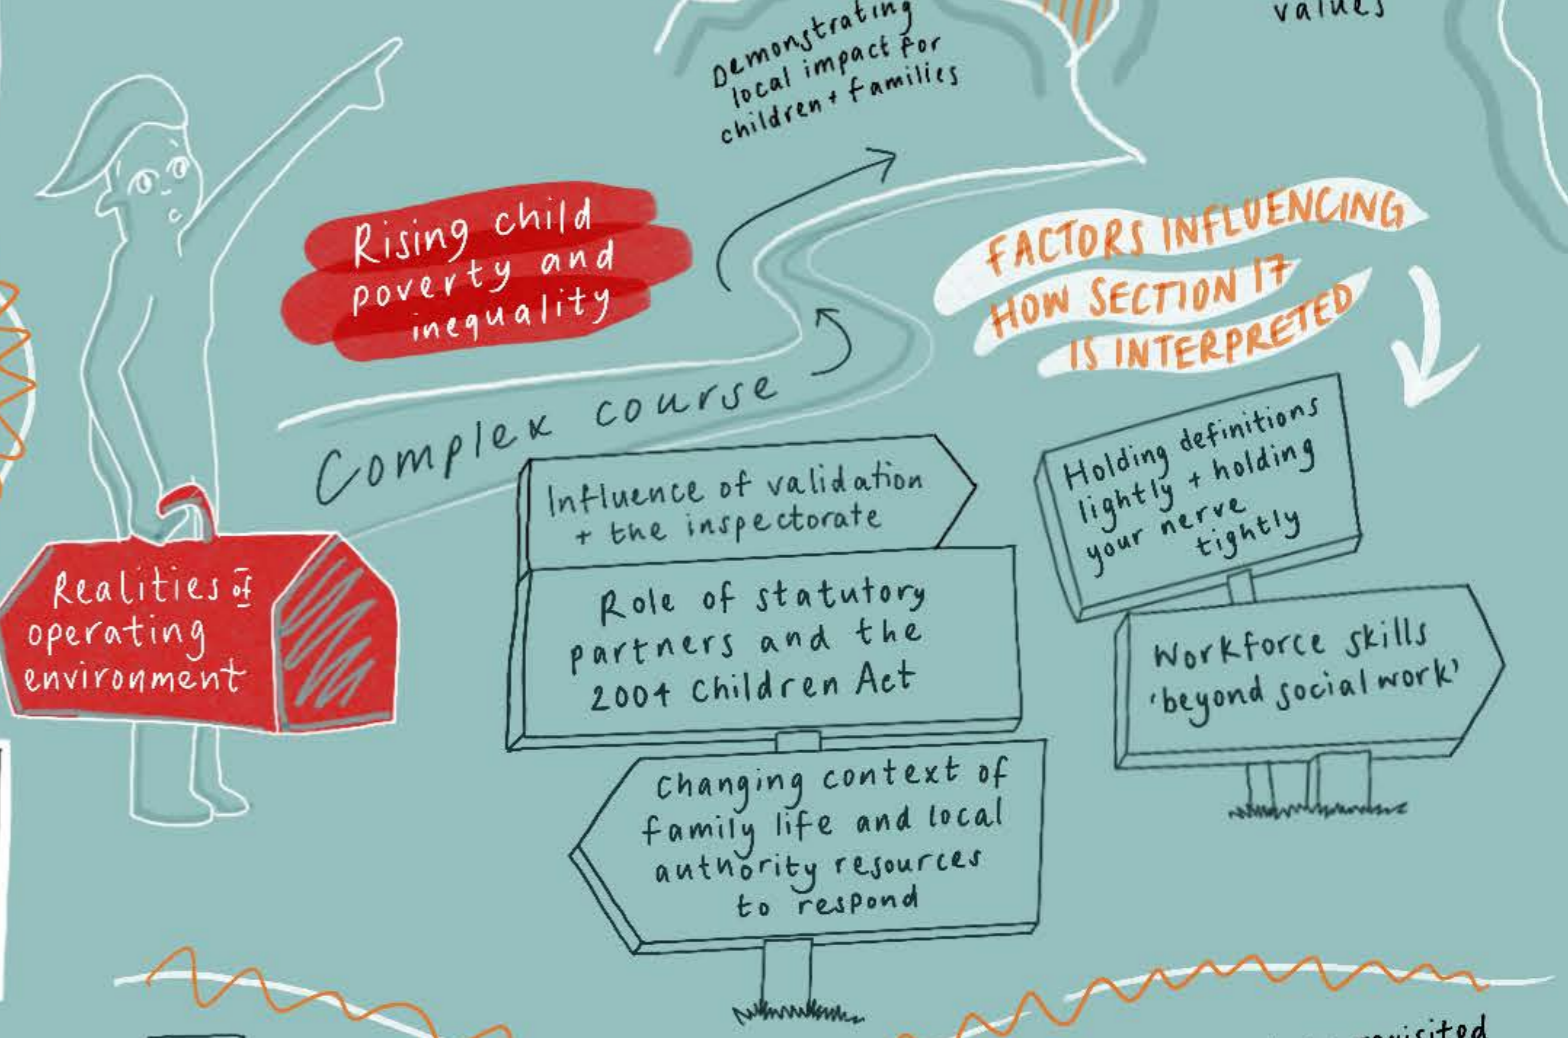 values
Demonstrating
local impact for
children + families
Rising child
poverty and
inequality
FACTORS INFLUENCING
HOW SECTION 17
IS INTERPRETED
Complex course
Influence of validation
+ the inspectorate
Role of statutory
partners and the
2004 Children Act
Changing context of
family life and local
authority resources
to respond
Holding definitions
lightly + holding
your nerve
tightly
Workforce skills
'beyond social work'
Realities of
operating
environment